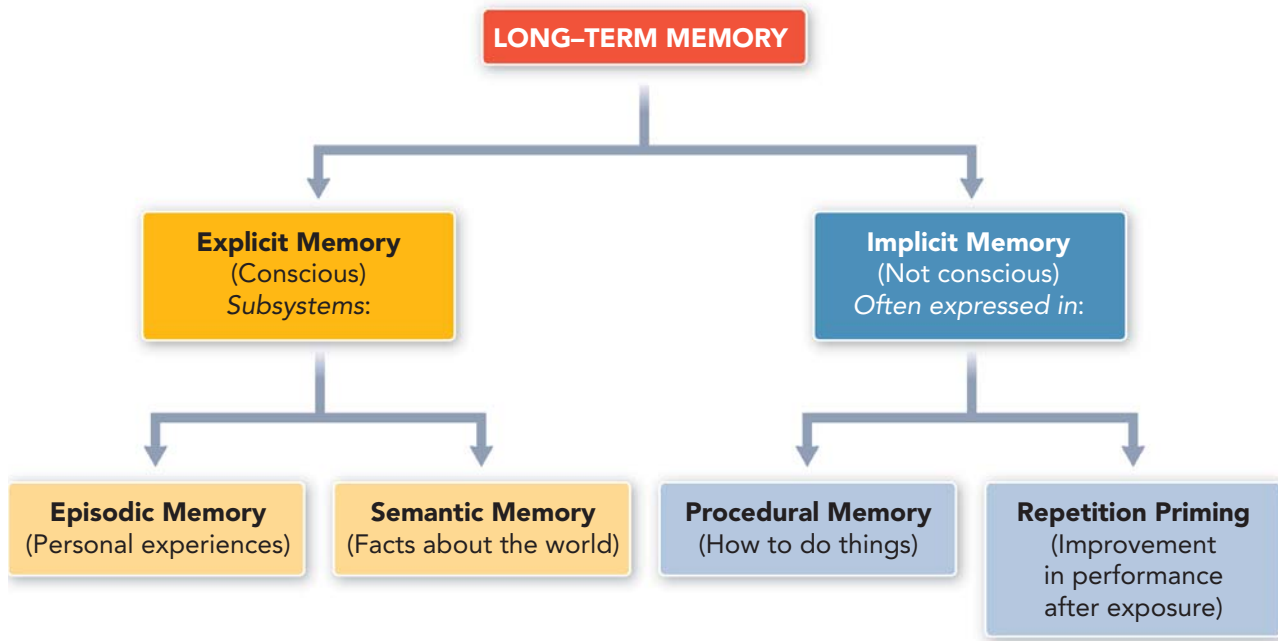 LONG–TERM MEMORY
Explicit Memory
(Conscious)
Subsystems:
Implicit Memory
(Not conscious)
Often expressed in:
Episodic Memory
(Personal experiences)
Semantic Memory
(Facts about the world)
Procedural Memory
(How to do things)
Repetition Priming
(Improvement
in performance
after exposure)